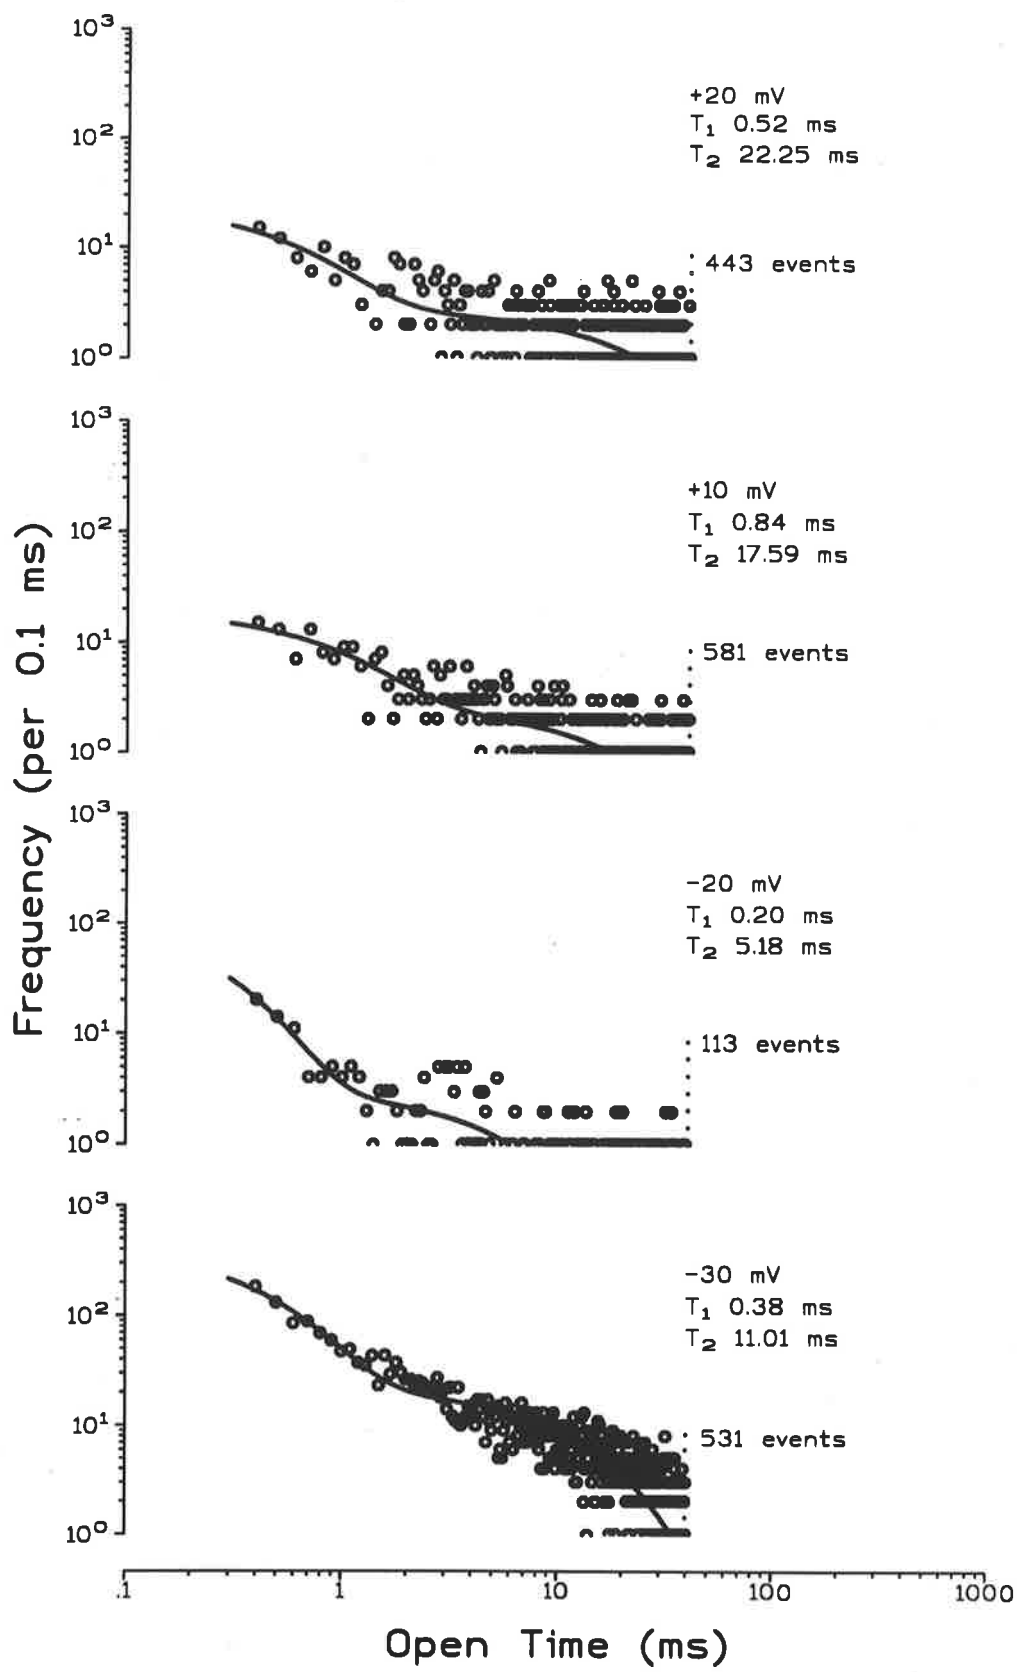 Frequency (per 0.1 ms)
10³
10²
10¹
10⁰
+20 mV
T₁ 0.52 ms
T₂ 22.25 ms
443 events
10³
10²
10¹
10⁰
+10 mV
T₁ 0.84 ms
T₂ 17.59 ms
581 events
10³
10²
10¹
10⁰
-20 mV
T₁ 0.20 ms
T₂ 5.18 ms
113 events
10³
10²
10¹
10⁰
-30 mV
T₁ 0.38 ms
T₂ 11.01 ms
531 events
.1 1 10 100 1000
Open Time (ms)